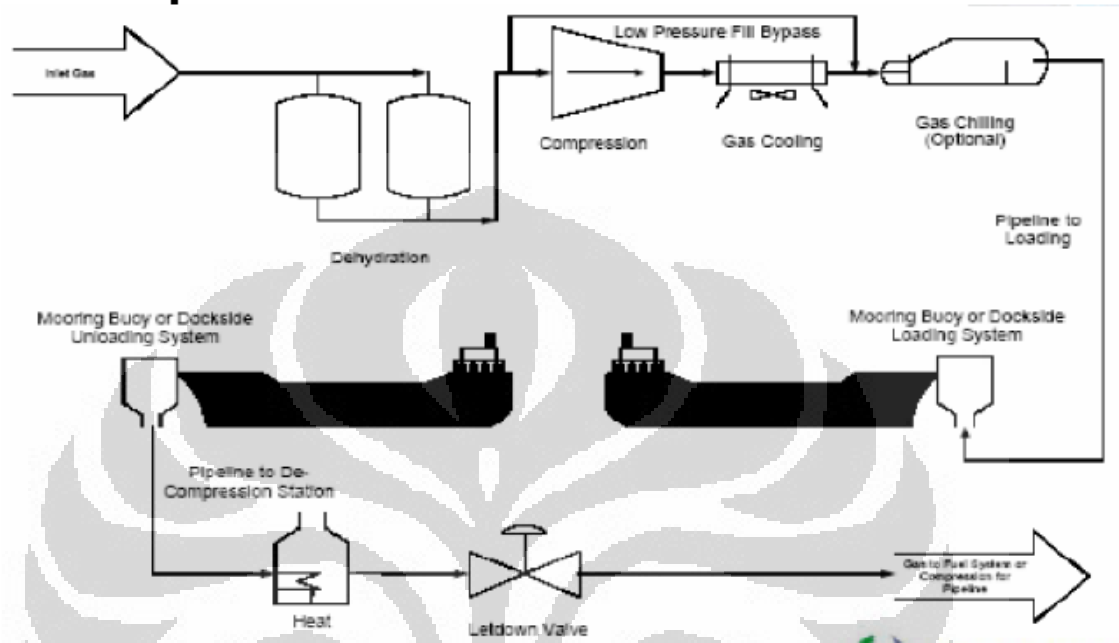 Low Pressure Fill Bypass
Inlet Gas
Compression
Gas Cooling
Gas Chilling
(Optional)
Dehydration
Pipeline to
Loading
Mooring Buoy or Dockside
Unloading System
Mooring Buoy or Dockside
Loading System
Pipeline to De-
Compression Station
Heat
Letdown Valve
Gas to Fuel System or
Compression for
Pipeline